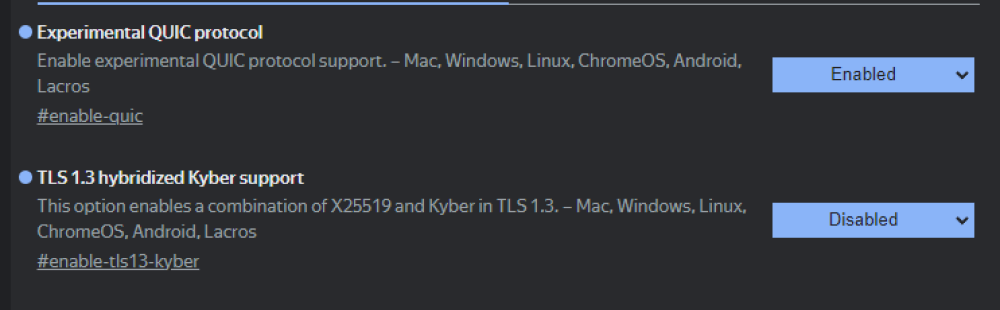 Experimental QUIC protocol
Enable experimental QUIC protocol support. – Mac, Windows, Linux, ChromeOS, Android,
Lacros
#enable-quic
Enabled
TLS 1.3 hybridized Kyber support
This option enables a combination of X25519 and Kyber in TLS 1.3. – Mac, Windows, Linux,
ChromeOS, Android, Lacros
#enable-tls13-kyber
Disabled